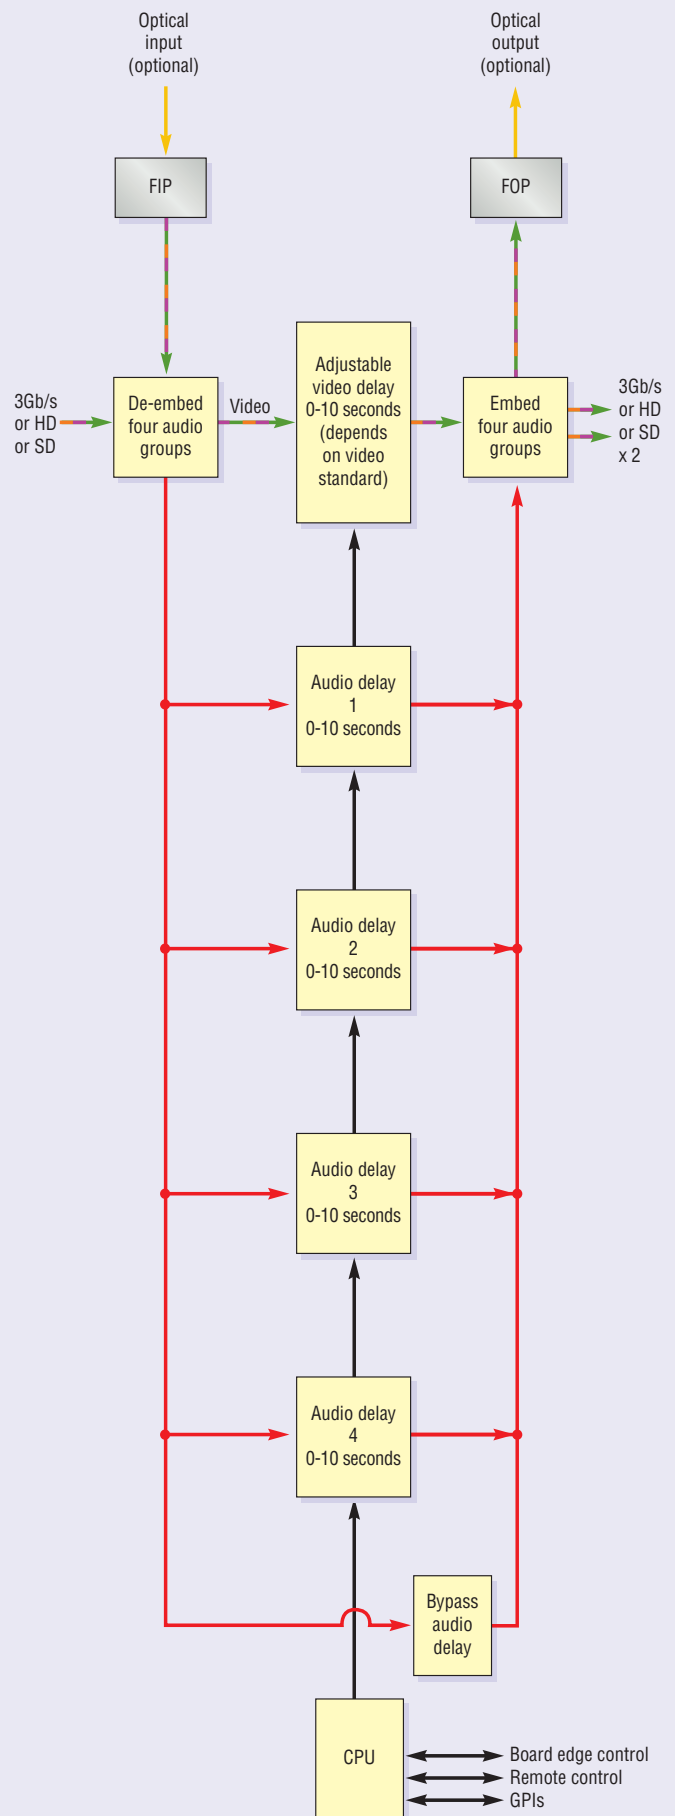 Optical
input
(optional)
Optical
output
(optional)
FIP
FOP
3Gb/s
or HD
or SD
De-embed
four audio
groups
Video
Adjustable
video delay
0-10 seconds
(depends
on video
standard)
Embed
four audio
groups
3Gb/s
or HD
or SD
x 2
Audio delay
1
0-10 seconds
Audio delay
2
0-10 seconds
Audio delay
3
0-10 seconds
Audio delay
4
0-10 seconds
Bypass
audio
delay
CPU
Board edge control
Remote control
GPIs